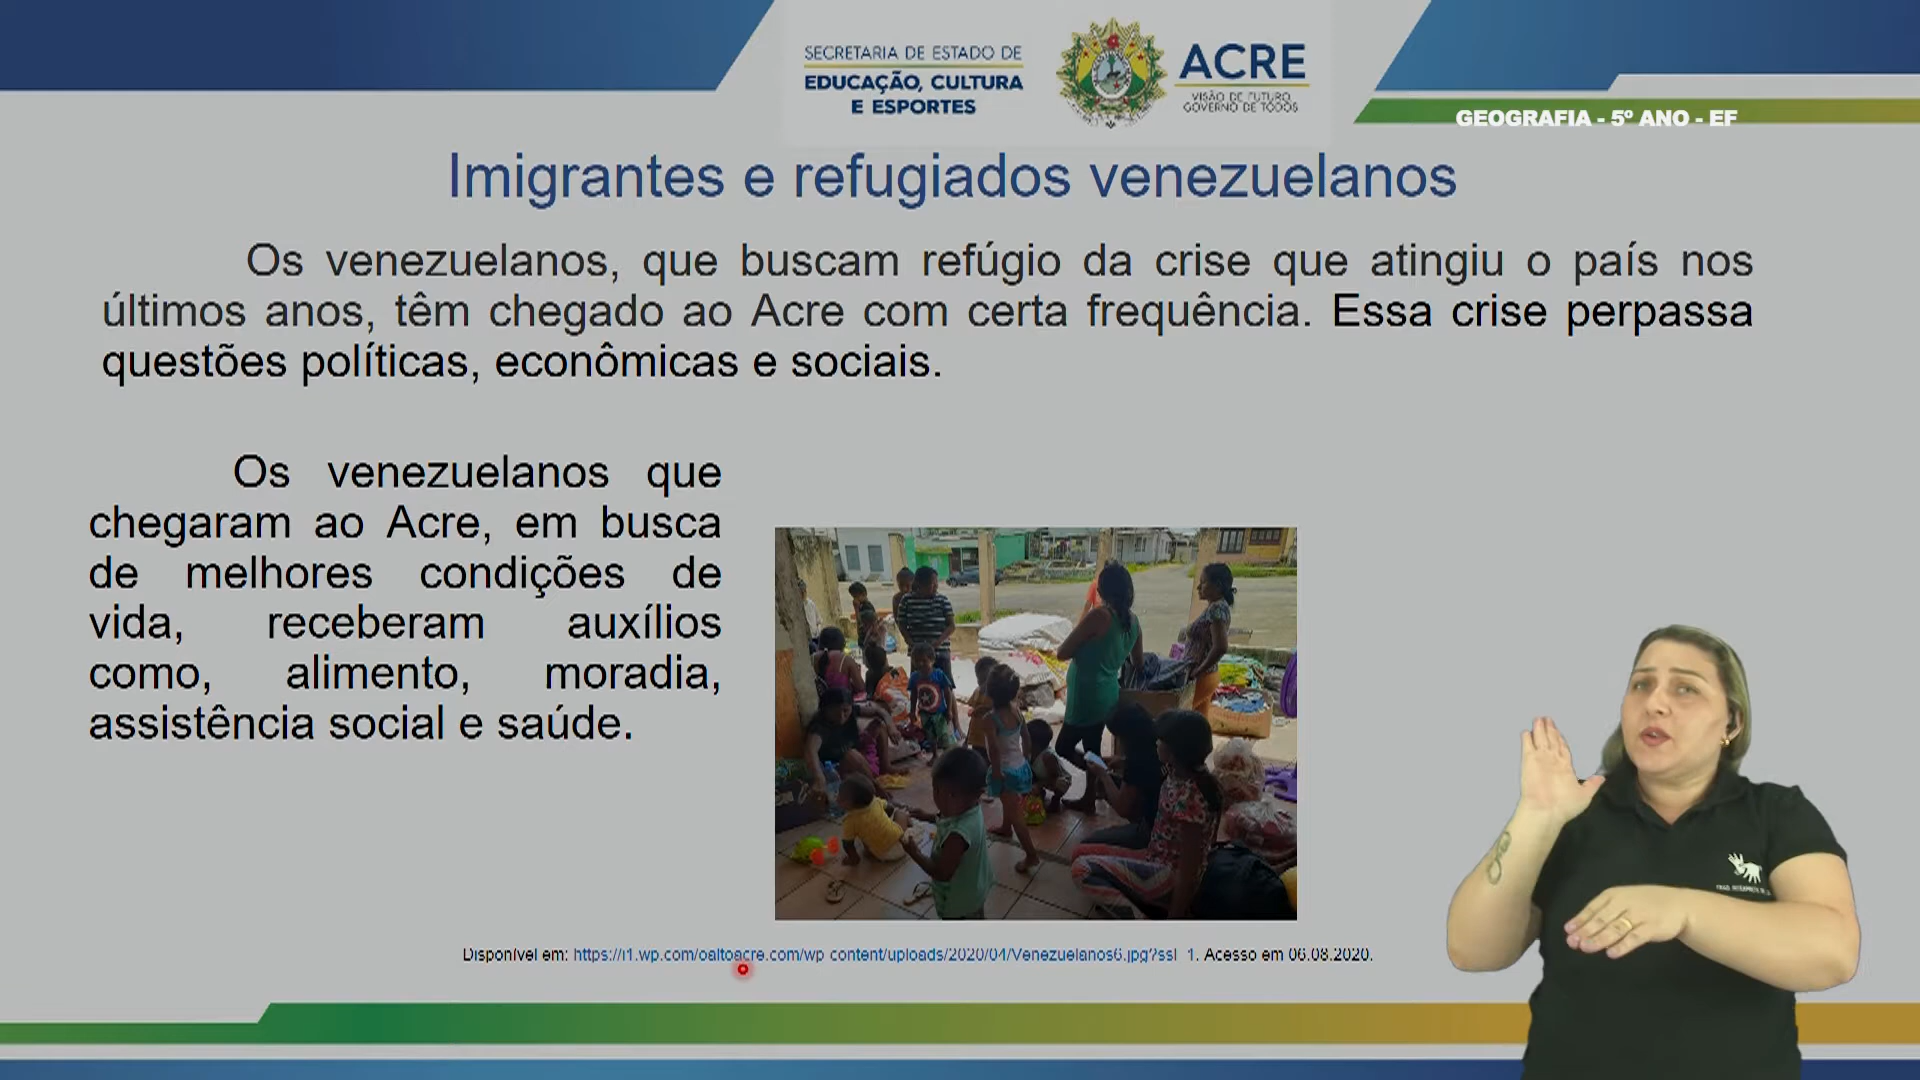 SECRETARIA DE ESTADO DE
EDUCAÇÃO, CULTURA
E ESPORTES
ACRE
VISÃO DE FUTURO,
GOVERNO DE TODOS
GEOGRAFIA - 5º ANO - EF
Imigrantes e refugiados venezuelanos
Os venezuelanos, que buscam refúgio da crise que atingiu o país nos
últimos anos, têm chegado ao Acre com certa frequência. Essa crise perpassa
questões políticas, econômicas e sociais.
Os venezuelanos que
chegaram ao Acre, em busca
de melhores condições de
vida, receberam auxílios
como, alimento, moradia,
assistência social e saúde.
Disponível em: https://i1.wp.com/oaltoacre.com/wp content/uploads/2020/04/Venezuelanos6.jpg?ssl 1. Acesso em 06.08.2020.